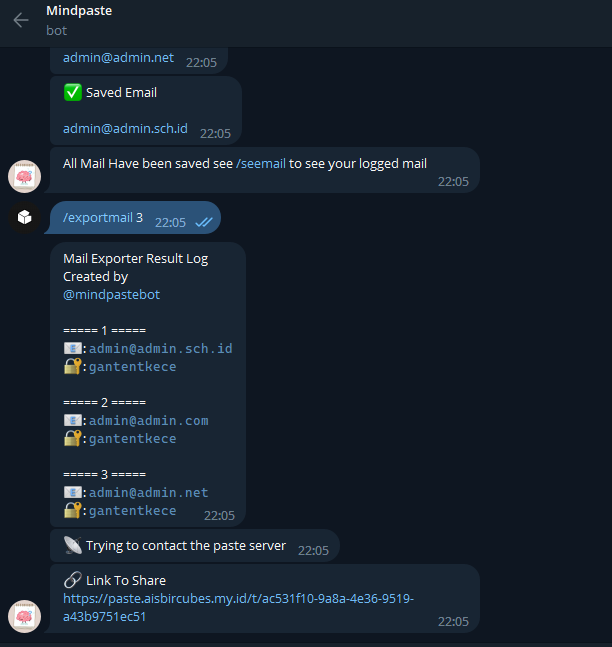 Mindpaste
bot
admin@admin.net 22:05
✅ Saved Email
admin@admin.sch.id 22:05
All Mail Have been saved see /seemail to see your logged mail
22:05
/exportmail 3 22:05
Mail Exporter Result Log
Created by
@mindpastebot
===== 1 =====
📧:admin@admin.sch.id
🔐:gantentkece
===== 2 =====
📧:admin@admin.com
🔐:gantentkece
===== 3 =====
📧:admin@admin.net
🔐:gantentkece 22:05
📡 Trying to contact the paste server 22:05
🔗 Link To Share
https://paste.aisbircubes.my.id/t/ac531f10-9a8a-4e36-9519-
a43b9751ec51 22:05